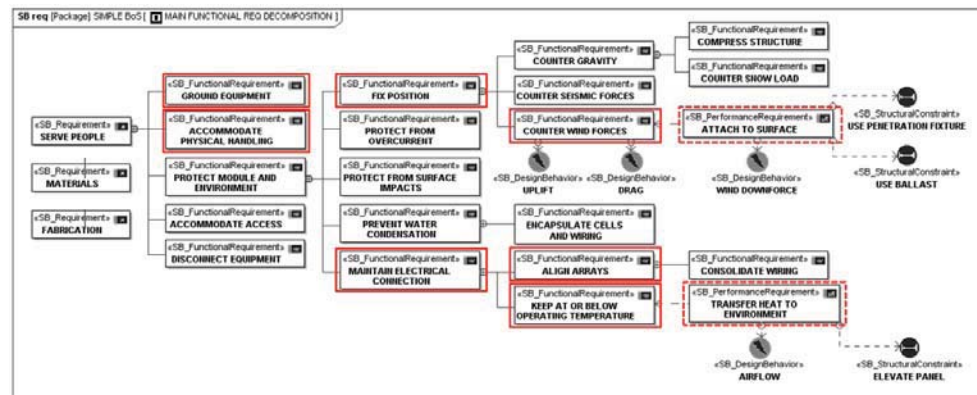 SB req [Package] SIMPLE BoS [ MAIN FUNCTIONAL REQ DECOMPOSITION ]
«SB_Requirement»
SERVE PEOPLE
«SB_Requirement»
MATERIALS
«SB_Requirement»
FABRICATION
«SB_FunctionalRequirement»
GROUND EQUIPMENT
«SB_FunctionalRequirement»
ACCOMMODATE
PHYSICAL HANDLING
«SB_FunctionalRequirement»
PROTECT MODULE AND
ENVIRONMENT
«SB_FunctionalRequirement»
ACCOMMODATE ACCESS
«SB_FunctionalRequirement»
DISCONNECT EQUIPMENT
«SB_FunctionalRequirement»
FIX POSITION
«SB_FunctionalRequirement»
PROTECT FROM
OVERCURRENT
«SB_FunctionalRequirement»
PROTECT FROM SURFACE
IMPACTS
«SB_FunctionalRequirement»
PREVENT WATER
CONDENSATION
«SB_FunctionalRequirement»
MAINTAIN ELECTRICAL
CONNECTION
«SB_FunctionalRequirement»
COUNTER GRAVITY
«SB_FunctionalRequirement»
COUNTER SEISMIC FORCES
«SB_FunctionalRequirement»
COUNTER WIND FORCES
«SB_DesignBehavior»
UPLIFT
«SB_DesignBehavior»
DRAG
«SB_FunctionalRequirement»
ENCAPSULATE CELLS
AND WIRING
«SB_FunctionalRequirement»
ALIGN ARRAYS
«SB_FunctionalRequirement»
KEEP AT OR BELOW
OPERATING TEMPERATURE
«SB_FunctionalRequirement»
COMPRESS STRUCTURE
«SB_FunctionalRequirement»
COUNTER SNOW LOAD
«SB_PerformanceRequirement»
ATTACH TO SURFACE
«SB_DesignBehavior»
WIND DOWNFORCE
«SB_StructuralConstraint»
USE PENETRATION FIXTURE
«SB_StructuralConstraint»
USE BALLAST
«SB_FunctionalRequirement»
CONSOLIDATE WIRING
«SB_PerformanceRequirement»
TRANSFER HEAT TO
ENVIRONMENT
«SB_DesignBehavior»
AIRFLOW
«SB_StructuralConstraint»
ELEVATE PANEL